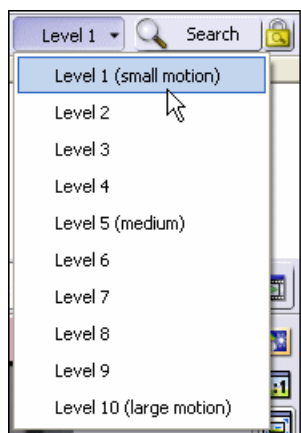 Level 1 Search
Level 1 (small motion)
Level 2
Level 3
Level 4
Level 5 (medium)
Level 6
Level 7
Level 8
Level 9
Level 10 (large motion)
:1